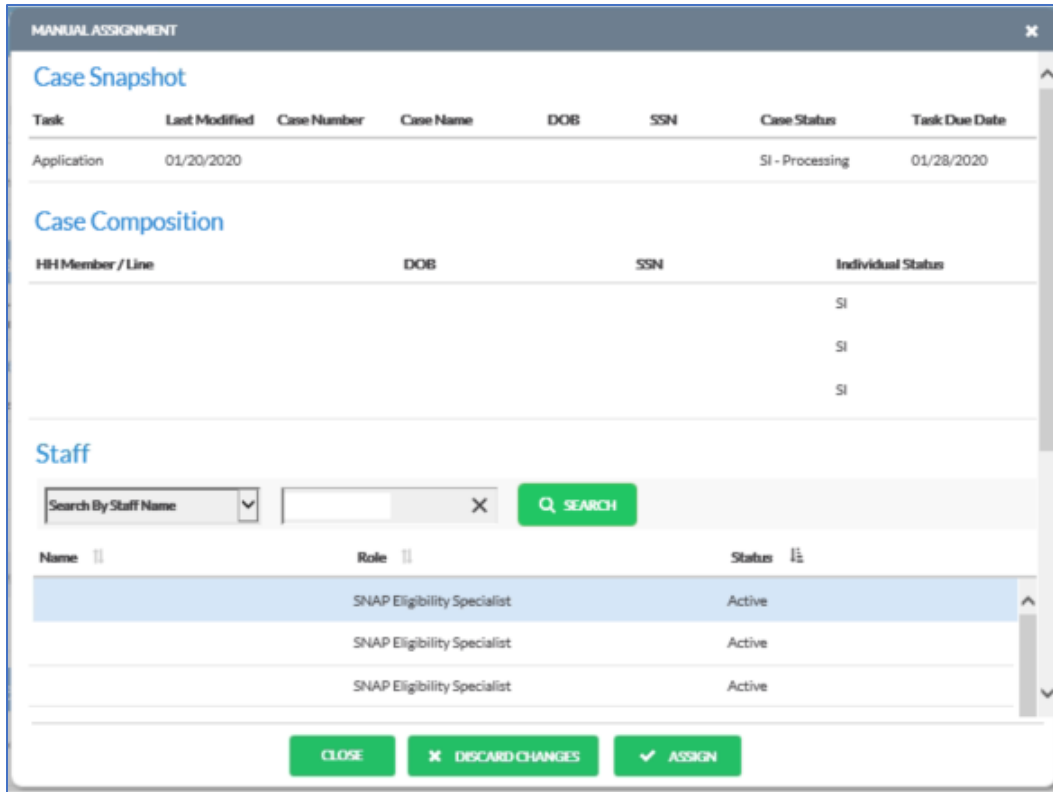 MANUAL ASSIGNMENT
Case Snapshot
Task Last Modified Case Number Case Name DOB SSN Case Status Task Due Date
Application 01/20/2020 SI - Processing 01/28/2020
Case Composition
HH Member / Line DOB SSN Individual Status
SI
SI
SI
Staff
Search By Staff Name SEARCH
Name Role Status
SNAP Eligibility Specialist Active
SNAP Eligibility Specialist Active
SNAP Eligibility Specialist Active
CLOSE DISCARD CHANGES ASSIGN